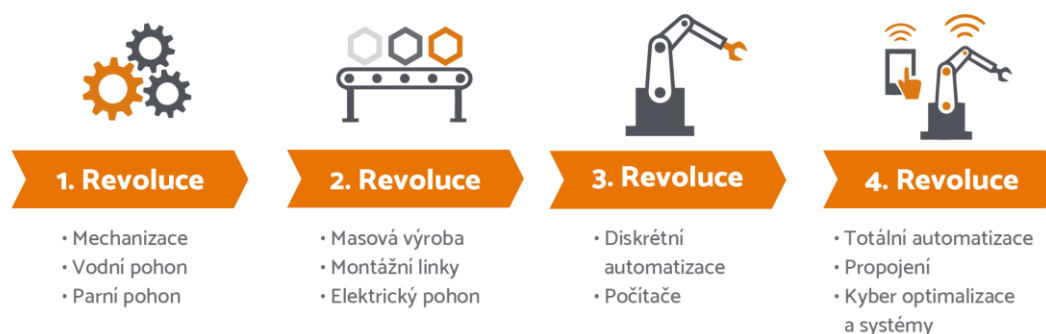 1. Revoluce
• Mechanizace
• Vodní pohon
• Parní pohon
2. Revoluce
• Masová výroba
• Montážní linky
• Elektrický pohon
3. Revoluce
• Diskrétní
automatizace
• Počítače
4. Revoluce
• Totální automatizace
• Propojení
• Kyber optimalizace
a systémy